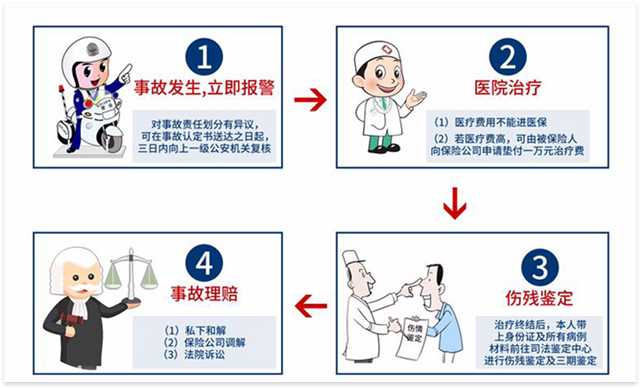 1
事故发生,立即报警
对事故责任划分有异议,
可在事故认定书送达之日起,
三日内向上一级公安机关复核
2
医院治疗
(1)医疗费用不能进医保
(2)若医疗费高,可由被保险人
向保险公司申请垫付一万元治疗费
3
伤残鉴定
治疗终结后,本人带
上身份证及所有病例
材料前往司法鉴定中心
进行伤残鉴定及三期鉴定
伤情
鉴定
4
事故理赔
(1)私下和解
(2)保险公司调解
(3)法院诉讼